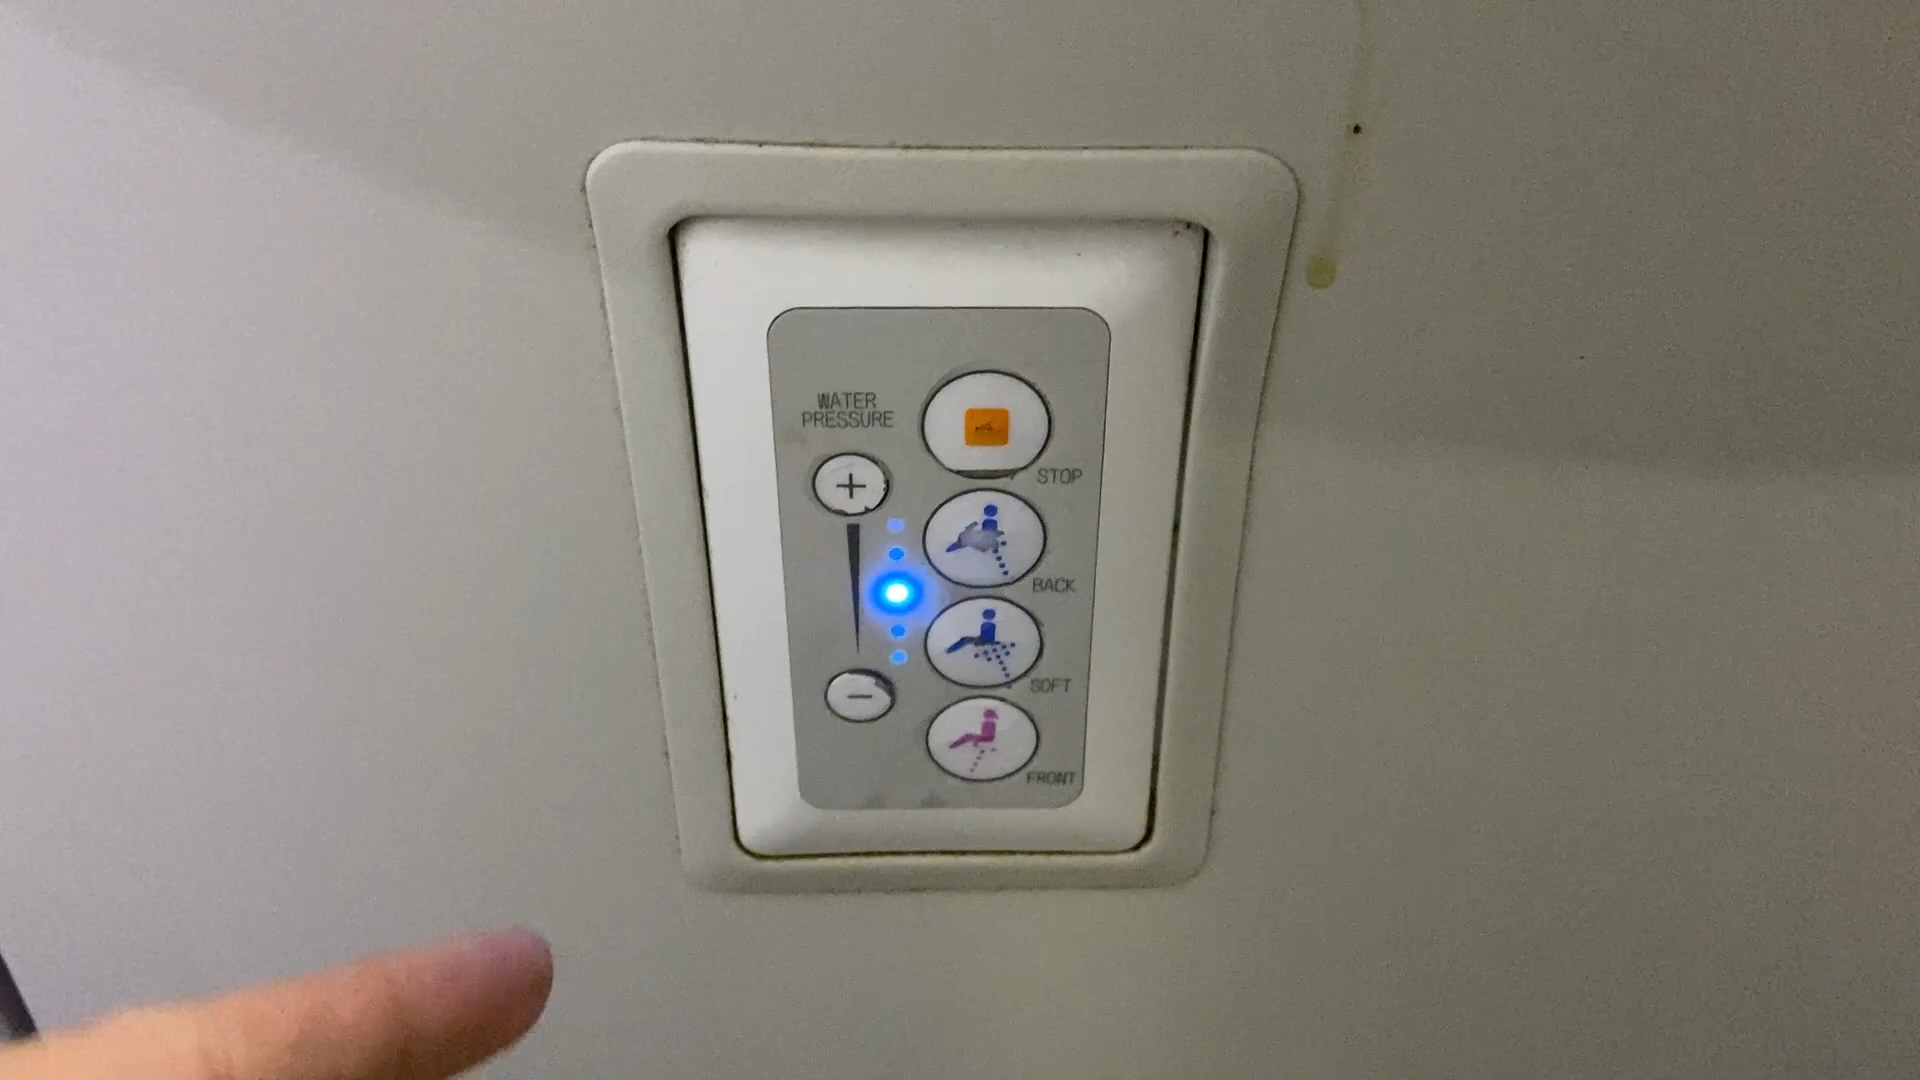 WATER
PRESSURE
+
STOP
BACK
−
SOFT
FRONT